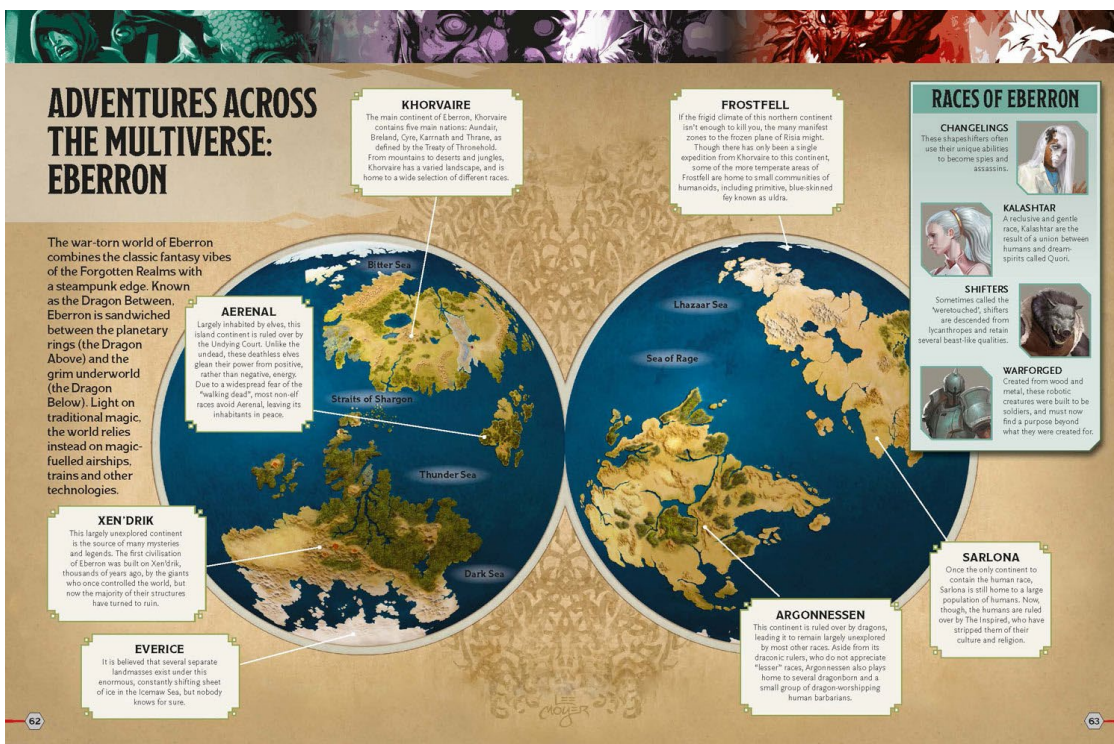 ADVENTURES ACROSS
THE MULTIVERSE:
EBERRON
The war-torn world of Eberron
combines the classic fantasy vibes
of the Forgotten Realms with
a steampunk edge. Known
as the Dragon Between,
Eberron is sandwiched
between the planetary
rings (the Dragon
Above) and the
grim underworld
(the Dragon
Below). Light on
traditional magic,
the world relies
instead on magic-
fuelled airships,
trains and other
technologies.
KHORVAIRE
The main continent of Eberron, Khorvaire
contains five main nations: Aundair,
Breland, Cyre, Karrnath and Thrane, as
defined by the Treaty of Thronehold.
From mountains to deserts and jungles,
Khorvaire has a varied landscape, and is
home to a wide selection of different races.
AERENAL
Largely inhabited by elves, this
island continent is ruled over by
the Undying Court. Unlike the
undead, these deathless elves
glean their power from positive,
rather than negative, energy.
Due to a widespread fear of the
"walking dead", most non-elf
races avoid Aerenal, leaving its
inhabitants in peace.
XEN'DRIK
This largely unexplored continent
is the source of many mysteries
and legends. The first civilisation
of Eberron was built on Xen'drik,
thousands of years ago, by the giants
who once controlled the world, but
now the majority of their structures
have turned to ruin.
EVERICE
It is believed that several separate
landmasses exist under this
enormous, constantly shifting sheet
of ice in the Icemaw Sea, but nobody
knows for sure.
Bitter Sea
Straits of Shargon
Thunder Sea
Dark Sea
FROSTFELL
If the frigid climate of this northern continent
isn't enough to kill you, the many manifest
zones to the frozen plane of Risia might.
Though there has only been a single
expedition from Khorvaire to this continent,
some of the more temperate areas of
Frostfell are home to small communities of
humanoids, including primitive, blue-skinned
fey known as uldra.
Lhazaar Sea
Sea of Rage
ARGONNESSEN
This continent is ruled over by dragons,
leading it to remain largely unexplored
by most other races. Aside from its
draconic rulers, who do not appreciate
"lesser" races, Argonnessen also plays
home to several dragonborn and a
small group of dragon-worshipping
human barbarians.
SARLONA
Once the only continent to
contain the human race,
Sarlona is still home to a large
population of humans. Now,
though, the humans are ruled
over by The Inspired, who have
stripped them of their
culture and religion.
RACES OF EBERRON
CHANGELINGS
These shapeshifters often
use their unique abilities
to become spies and
assassins.
KALASHTAR
A reclusive and gentle
race, Kalashtar are the
result of a union between
humans and dream-
spirits called Quori.
SHIFTERS
Sometimes called the
'weretouched', shifters
are descended from
lycanthropes and retain
several beast-like qualities.
WARFORGED
Created from wood and
metal, these robotic
creatures were built to be
soldiers, and must now
find a purpose beyond
what they were created for.
LEE
MOYER
62
63